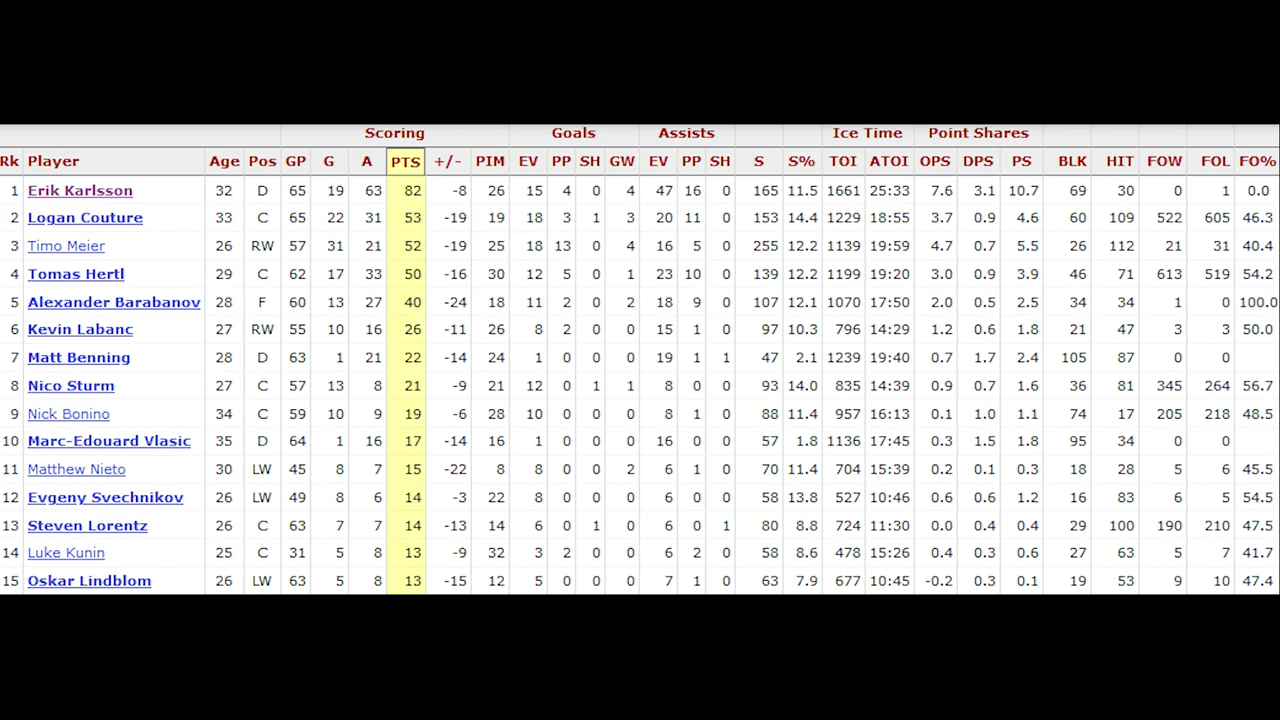 Scoring Goals Assists Ice Time Point Shares
Rk Player Age Pos GP G A PTS +/- PIM EV PP SH GW EV PP SH S S% TOI ATOI OPS DPS PS BLK HIT FOW FOL FO%
1 Erik Karlsson 32 D 65 19 63 82 -8 26 15 4 0 4 47 16 0 165 11.5 1661 25:33 7.6 3.1 10.7 69 30 0 1 0.0
2 Logan Couture 33 C 65 22 31 53 -19 19 18 3 1 3 20 11 0 153 14.4 1229 18:55 3.7 0.9 4.6 60 109 522 605 46.3
3 Timo Meier 26 RW 57 31 21 52 -19 25 18 13 0 4 16 5 0 255 12.2 1139 19:59 4.7 0.7 5.5 26 112 21 31 40.4
4 Tomas Hertl 29 C 62 17 33 50 -16 30 12 5 0 1 23 10 0 139 12.2 1199 19:20 3.0 0.9 3.9 46 71 613 519 54.2
5 Alexander Barabanov 28 F 60 13 27 40 -24 18 11 2 0 2 18 9 0 107 12.1 1070 17:50 2.0 0.5 2.5 34 34 1 0 100.0
6 Kevin Labanc 27 RW 55 10 16 26 -11 26 8 2 0 0 15 1 0 97 10.3 796 14:29 1.2 0.6 1.8 21 47 3 3 50.0
7 Matt Benning 28 D 63 1 21 22 -14 24 1 0 0 0 19 1 1 47 2.1 1239 19:40 0.7 1.7 2.4 105 87 0 0
8 Nico Sturm 27 C 57 13 8 21 -9 21 12 0 1 1 8 0 0 93 14.0 835 14:39 0.9 0.7 1.6 36 81 345 264 56.7
9 Nick Bonino 34 C 59 10 9 19 -6 28 10 0 0 0 8 1 0 88 11.4 957 16:13 0.1 1.0 1.1 74 17 205 218 48.5
10 Marc-Edouard Vlasic 35 D 64 1 16 17 -14 16 1 0 0 0 16 0 0 57 1.8 1136 17:45 0.3 1.5 1.8 95 34 0 0
11 Matthew Nieto 30 LW 45 8 7 15 -22 8 8 0 0 2 6 1 0 70 11.4 704 15:39 0.2 0.1 0.3 18 28 5 6 45.5
12 Evgeny Svechnikov 26 LW 49 8 6 14 -3 22 8 0 0 0 6 0 0 58 13.8 527 10:46 0.6 0.6 1.2 16 83 6 5 54.5
13 Steven Lorentz 26 C 63 7 7 14 -13 14 6 0 1 0 6 0 1 80 8.8 724 11:30 0.0 0.4 0.4 29 100 190 210 47.5
14 Luke Kunin 25 C 31 5 8 13 -9 32 3 2 0 0 6 2 0 58 8.6 478 15:26 0.4 0.3 0.6 27 63 5 7 41.7
15 Oskar Lindblom 26 LW 63 5 8 13 -15 12 5 0 0 0 7 1 0 63 7.9 677 10:45 -0.2 0.3 0.1 19 53 9 10 47.4